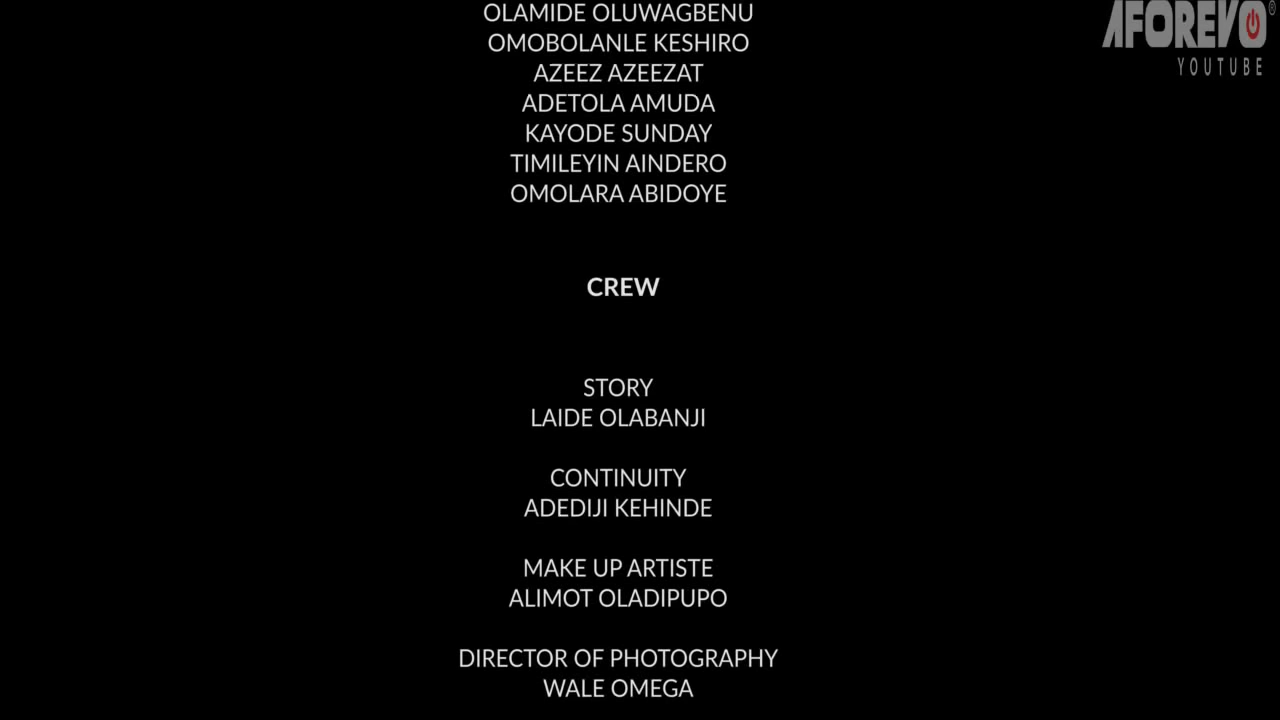 OLAMIDE OLUWAGBENU
OMOBOLANLE KESHIRO
AZEEZ AZEEZAT
ADETOLA AMUDA
KAYODE SUNDAY
TIMILEYIN AINDERO
OMOLARA ABIDOYE
CREW
STORY
LAIDE OLABANJI
CONTINUITY
ADEDIJI KEHINDE
MAKE UP ARTISTE
ALIMOT OLADIPUPO
DIRECTOR OF PHOTOGRAPHY
WALE OMEGA
AFOREVO®
YOUTUBE